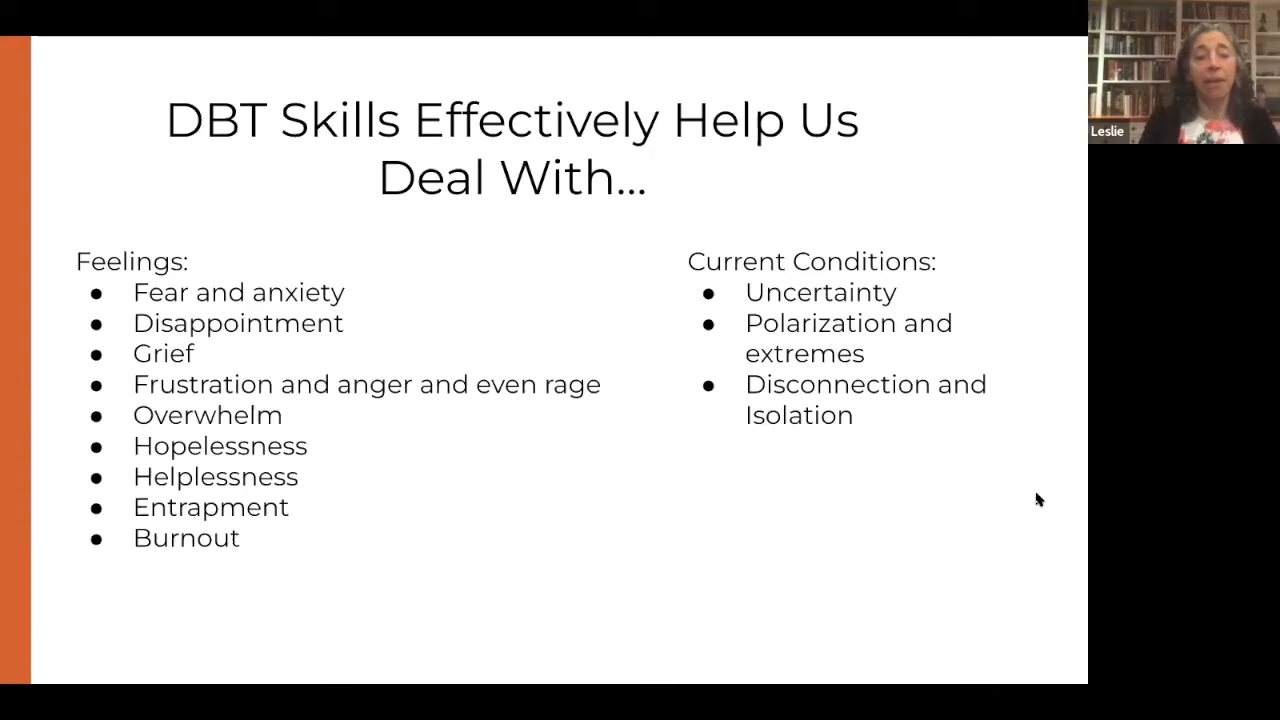 DBT Skills Effectively Help Us
Deal With...
Feelings:
● Fear and anxiety
● Disappointment
● Grief
● Frustration and anger and even rage
● Overwhelm
● Hopelessness
● Helplessness
● Entrapment
● Burnout
Current Conditions:
● Uncertainty
● Polarization and
extremes
● Disconnection and
Isolation
Leslie